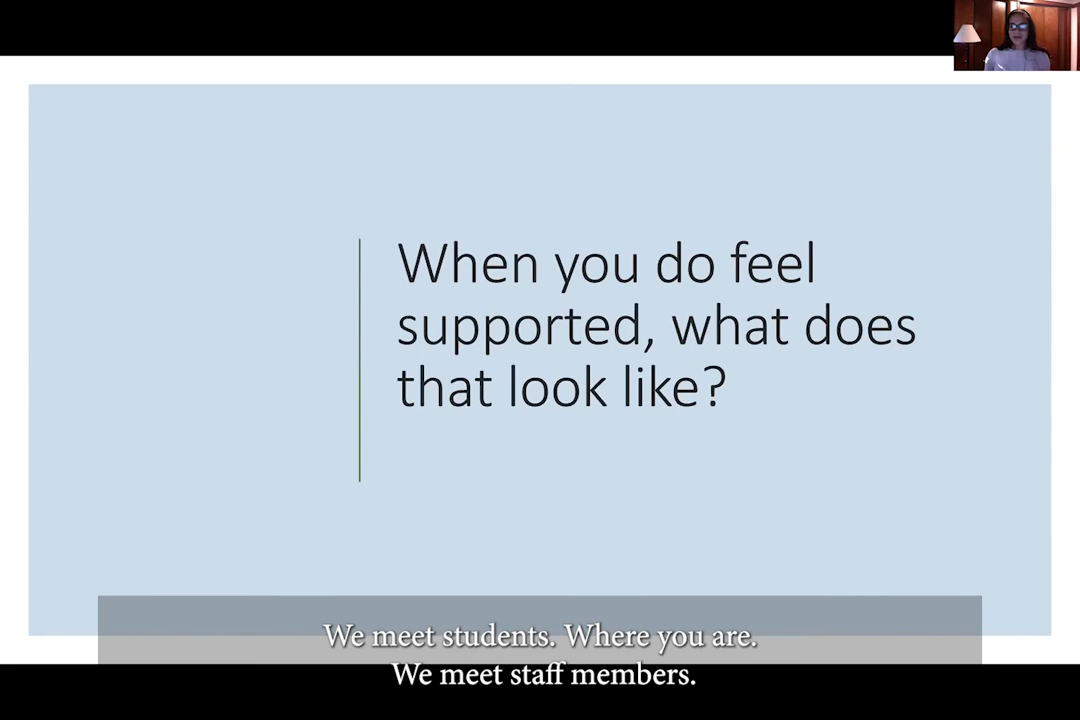 When you do feel
supported, what does
that look like?
We meet students. Where you are.
We meet staff members.